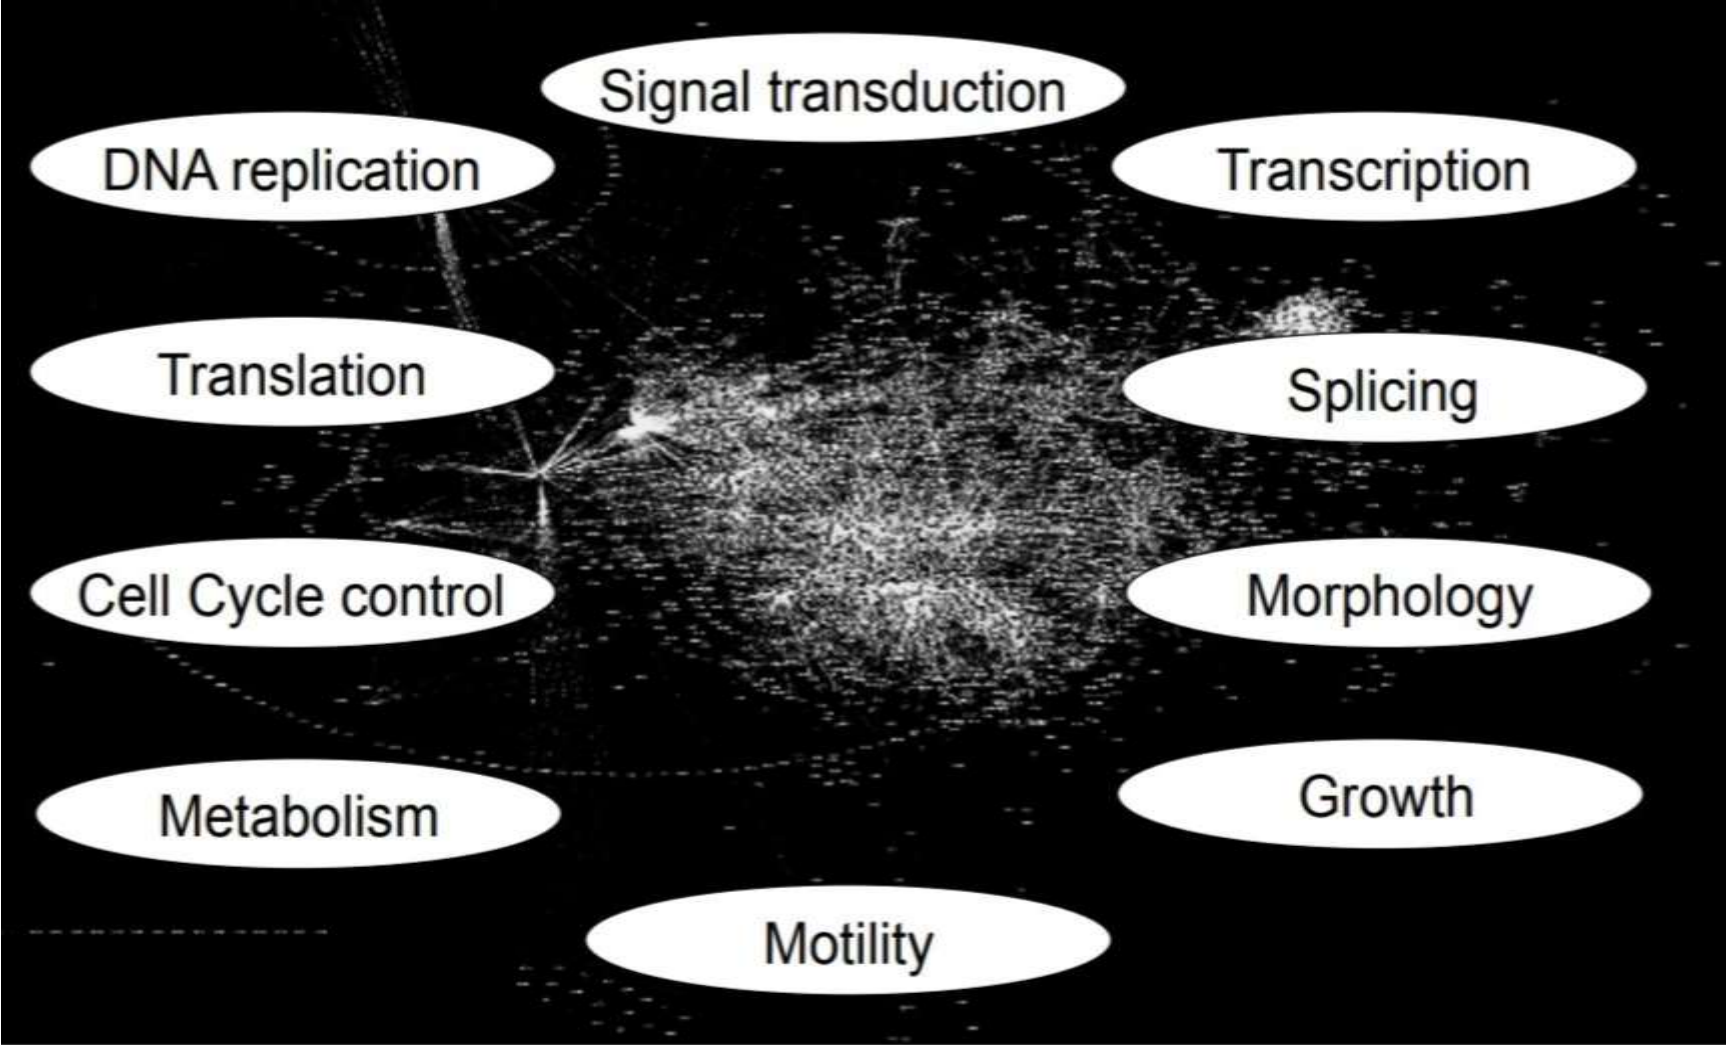 Signal transduction
DNA replication
Transcription
Translation
Splicing
Cell Cycle control
Morphology
Metabolism
Growth
Motility